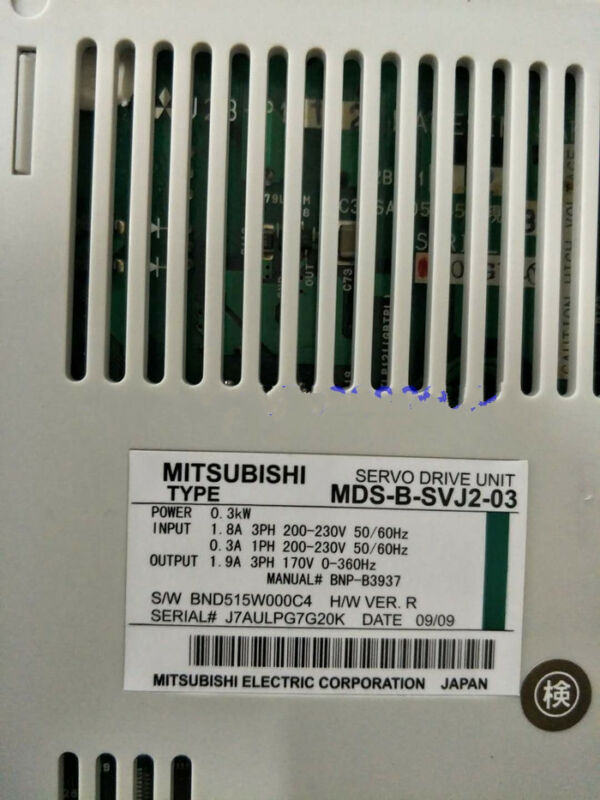 C73
OUT
MITSUBISHI SERVO DRIVE UNIT
TYPE MDS-B-SVJ2-03
POWER 0.3kW
INPUT 1.8A 3PH 200-230V 50/60Hz
0.3A 1PH 200-230V 50/60Hz
OUTPUT 1.9A 3PH 170V 0-360Hz
MANUAL# BNP-B3937
S/W BND515W000C4 H/W VER. R
SERIAL# J7AULPG7G20K DATE 09/09
MITSUBISHI ELECTRIC CORPORATION JAPAN
検